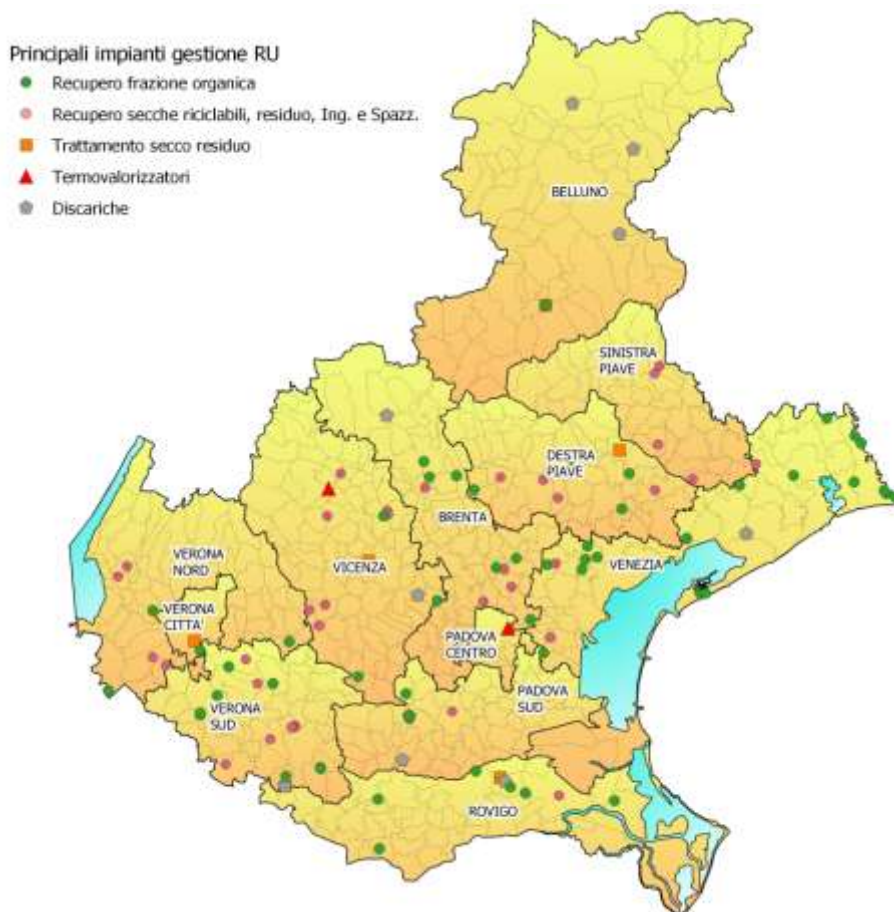 Principali impianti gestione RU
Recupero frazione organica
Recupero secche riciclabili, residuo, Ing. e Spazz.
Trattamento secco residuo
Termovalorizzatori
Discariche
BELLUNO
SINISTRA
PIAVE
DESTRA
PIAVE
BRENTA
VERONA
NORD
VICENZA
VENEZIA
VERONA
CITTA'
PADOVA
CENTRO
PADOVA
SUD
VERONA
SUD
ROVIGO